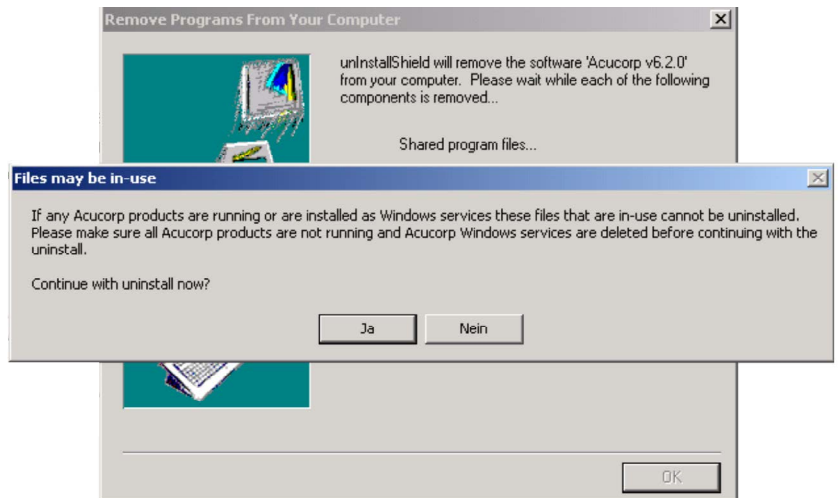 Remove Programs From Your Computer
unInstallShield will remove the software 'Acucorp v6.2.0'
from your computer. Please wait while each of the following
components is removed...
Shared program files...
Files may be in-use
If any Acucorp products are running or are installed as Windows services these files that are in-use cannot be uninstalled.
Please make sure all Acucorp products are not running and Acucorp Windows services are deleted before continuing with the
uninstall.
Continue with uninstall now?
Ja
Nein
OK